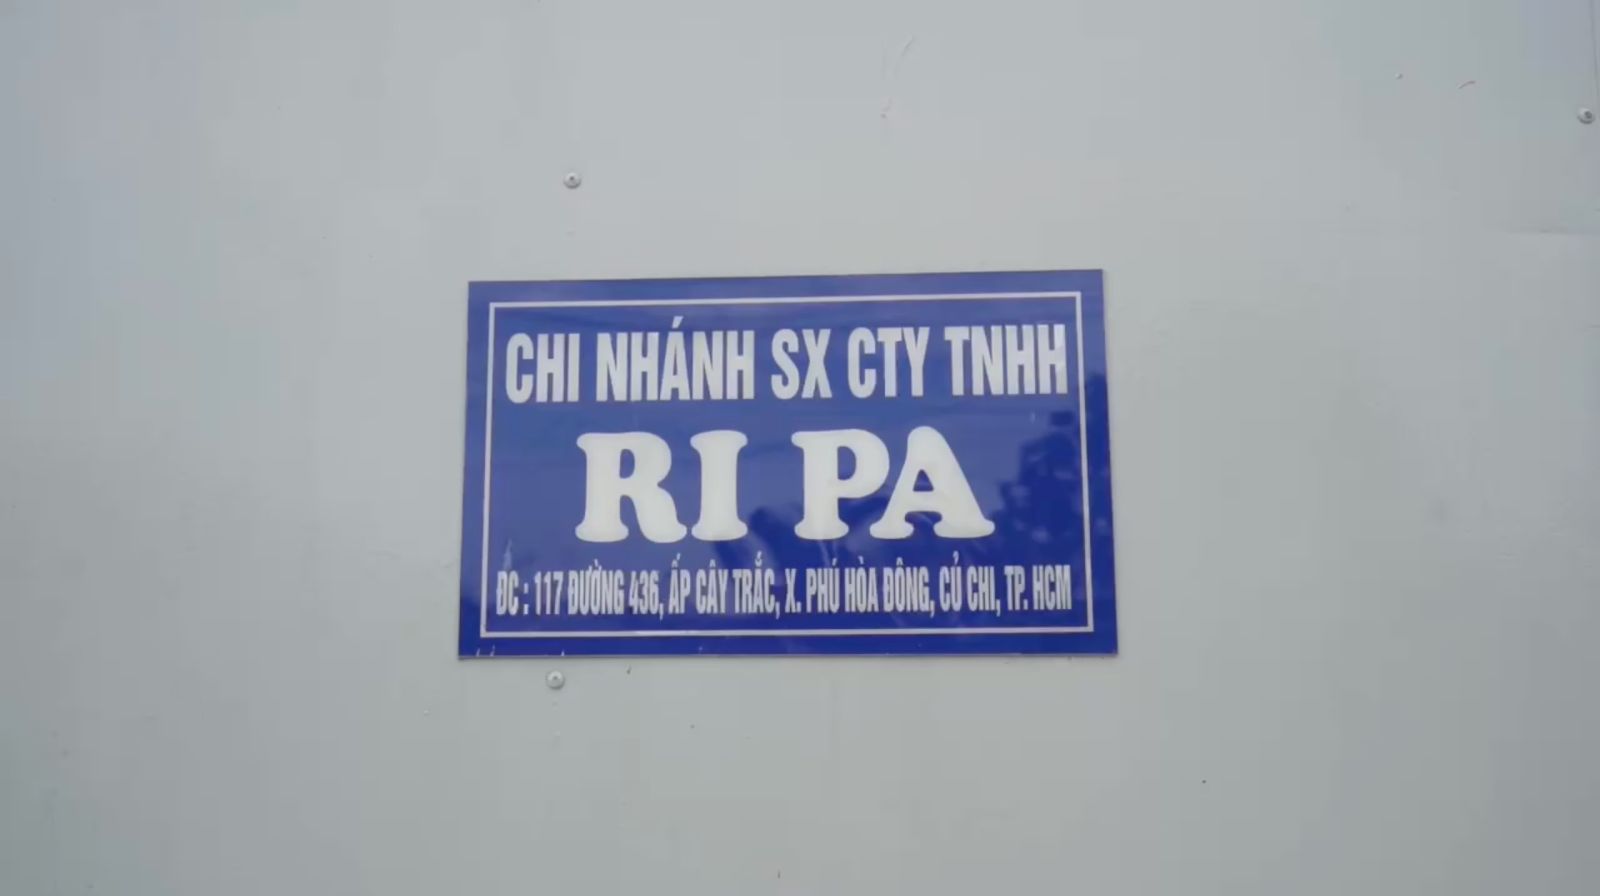 CHI NHÁNH SX CTY TNHH
RI PA
ĐC : 117 ĐƯỜNG 436, ẤP CÂY TRẮC, X. PHÚ HÒA ĐÔNG, CỦ CHI, TP. HCM